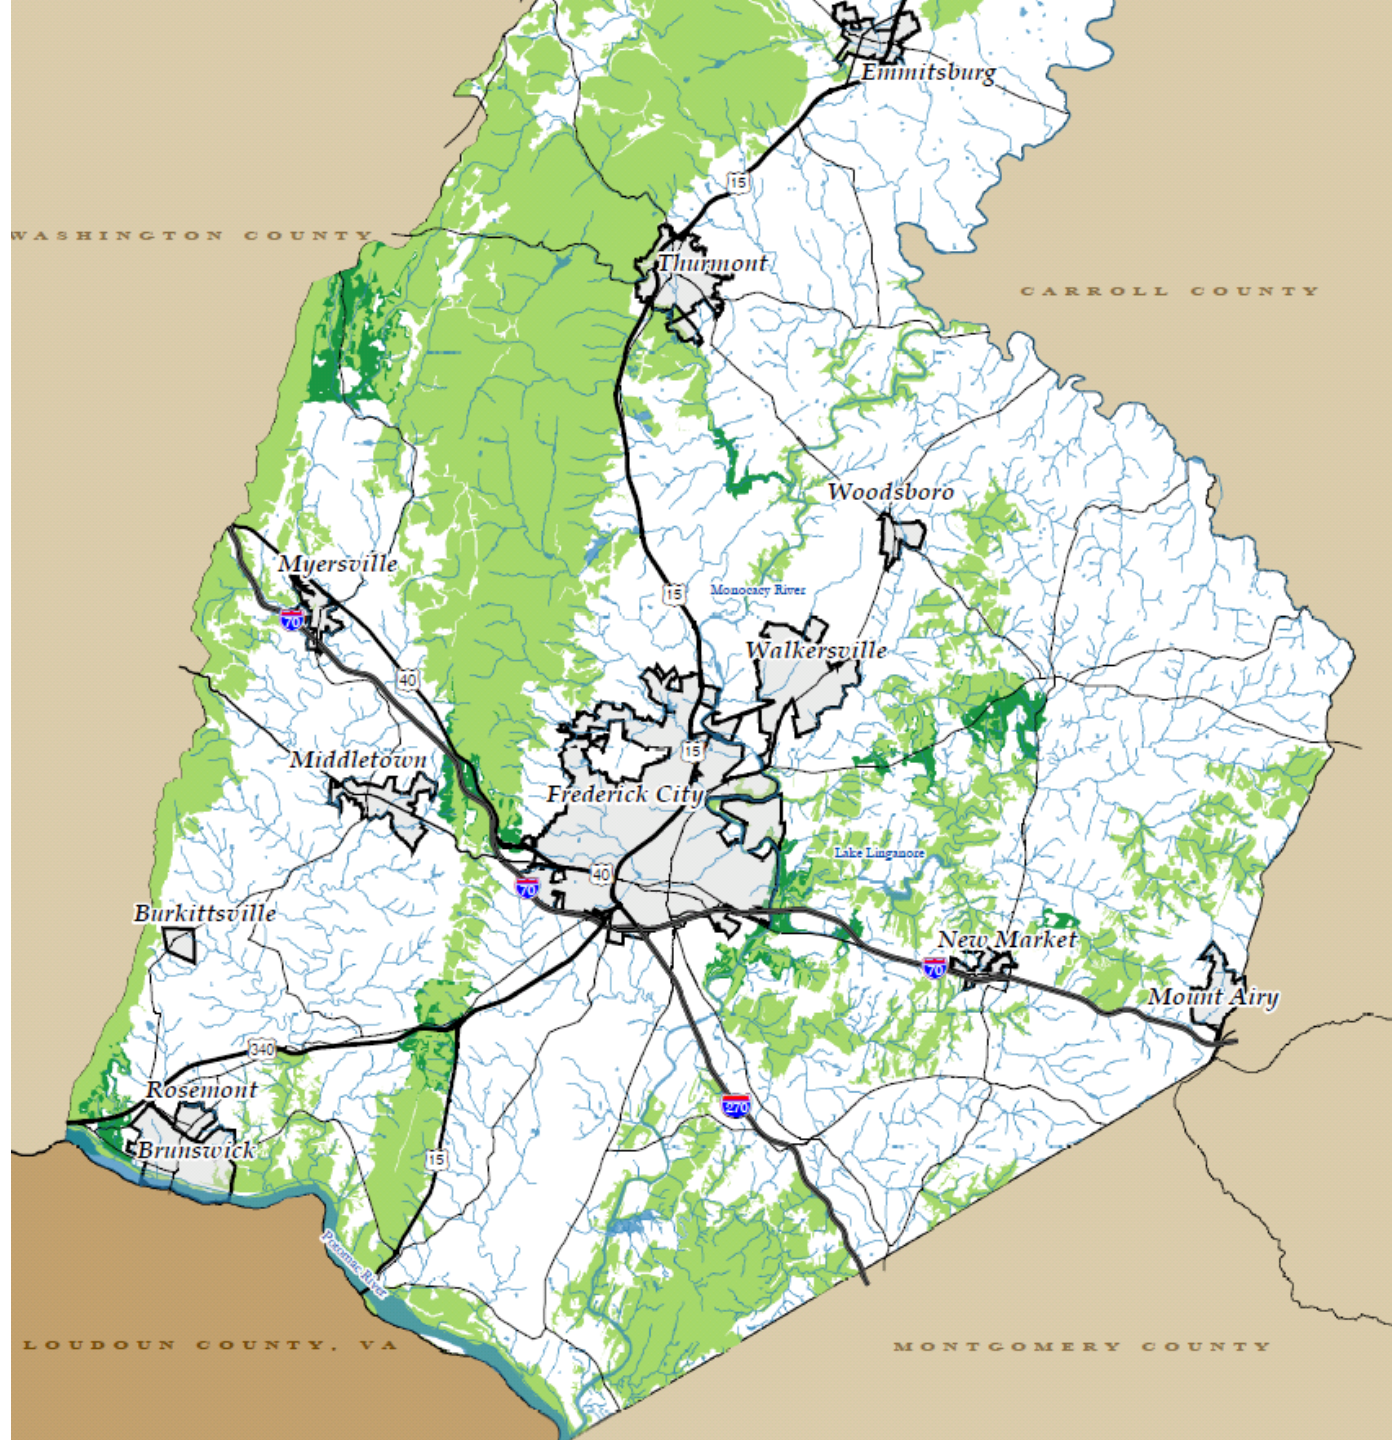 Emmitsburg
15
WASHINGTON COUNTY
Thurmont
CARROLL COUNTY
Woodsboro
Myersville
15
Monocacy River
70
Walkersville
40
15
Middletown
Frederick City
Lake Linganore
40
70
Burkittsville
New Market
70
Mount Airy
340
Rosemont
270
Brunswick
15
Potomac River
LOUDOUN COUNTY, VA
MONTGOMERY COUNTY